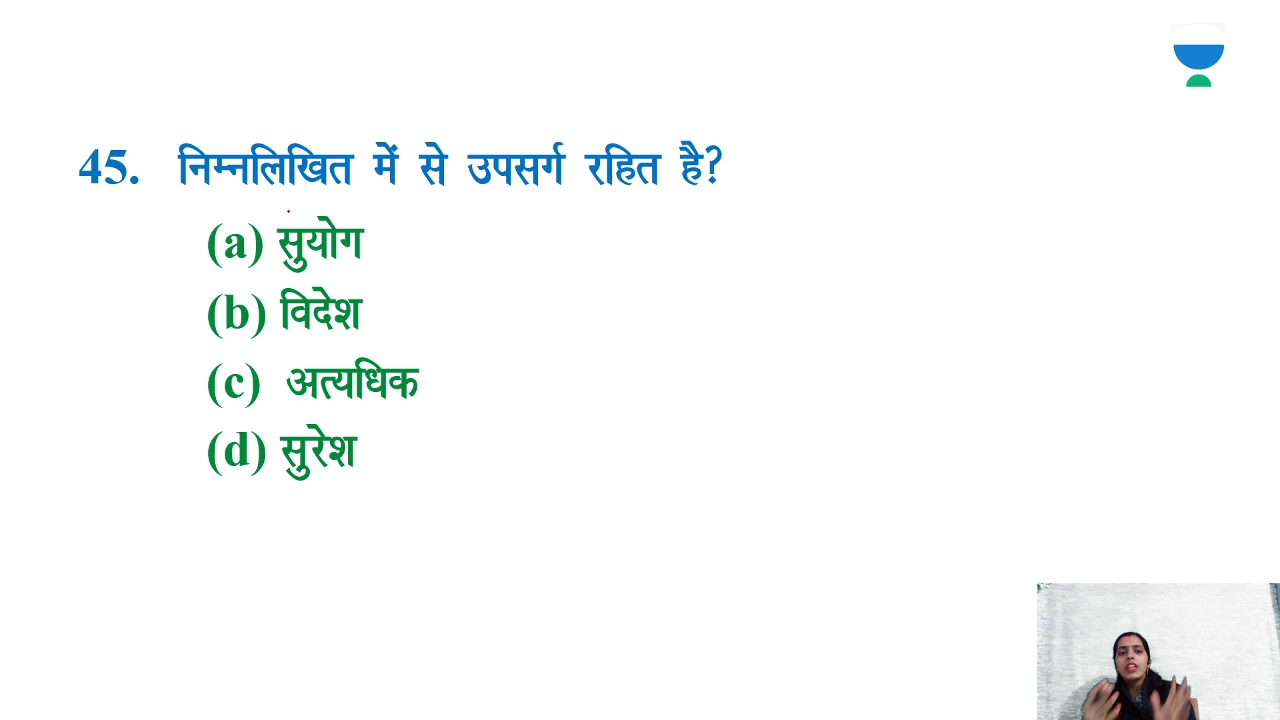 45. निम्नलिखित में से उपसर्ग रहित है?
(a) सुयोग
(b) विदेश
(c) अत्यधिक
(d) सुरेश